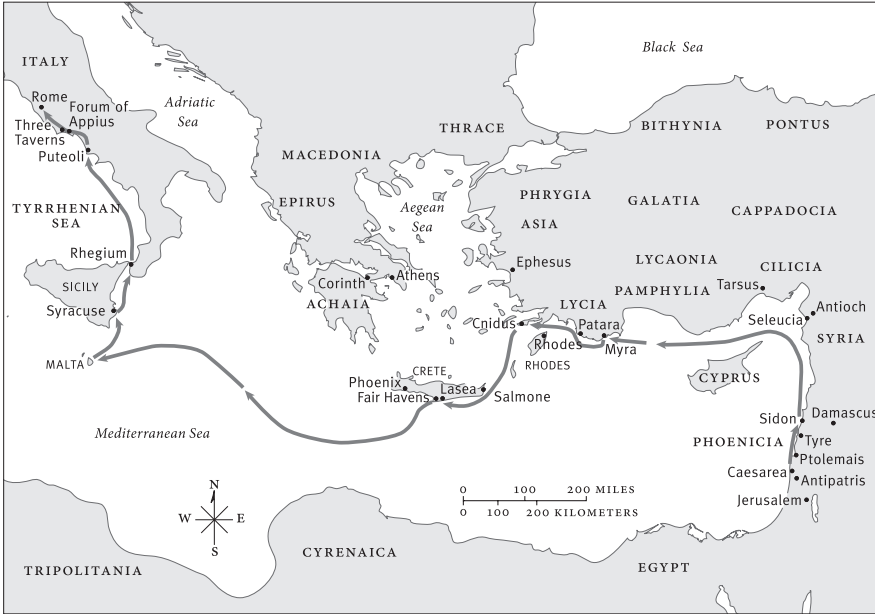 Black Sea
ITALY
Rome
Forum of
Appius
Three
Taverns
Puteoli
Adriatic
Sea
THRACE
BITHYNIA
PONTUS
MACEDONIA
EPIRUS
Aegean
Sea
PHRYGIA
ASIA
GALATIA
CAPPADOCIA
TYRRHENIAN
SEA
Rhegium
SICILY
Syracuse
MALTA
Corinth
Athens
ACHAIA
Ephesus
LYCAONIA
CILICIA
Tarsus
PAMPHYLIA
LYCIA
Antioch
Seleucia
SYRIA
Cnidus
Patara
Rhodes
Myra
RHODES
CYPRUS
CRETE
Phoenix
Lasea
Fair Havens
Salmone
Sidon
Damascus
PHOENICIA
Tyre
Ptolemais
Caesarea
Antipatris
Jerusalem
Mediterranean Sea
N
W E
S
0 100 200 MILES
0 100 200 KILOMETERS
TRIPOLITANIA
CYRENAICA
EGYPT